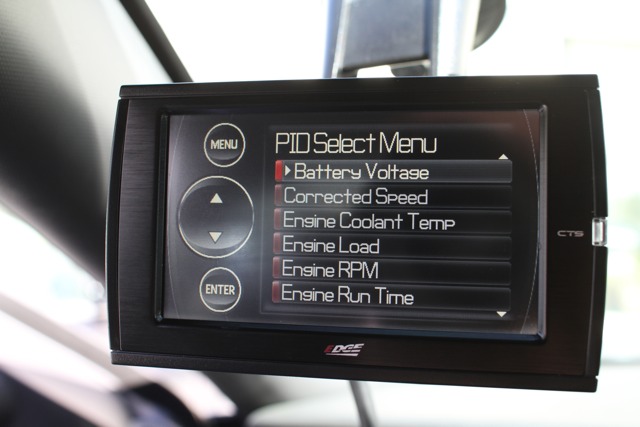 MENU
PID Select Menu
Battery Voltage
Corrected Speed
Engine Coolant Temp
Engine Load
Engine RPM
Engine Run Time
ENTER
CTS
EDGE